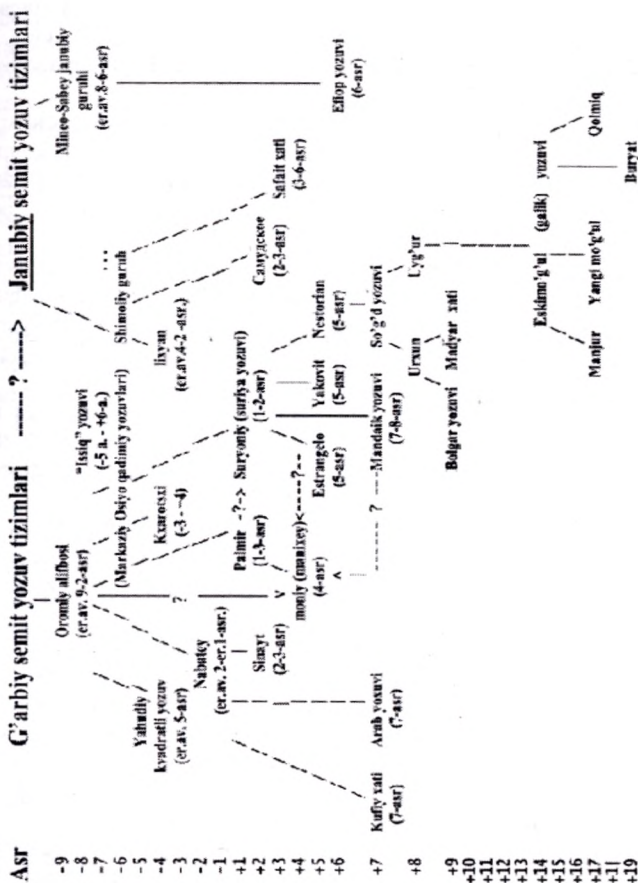 Asr G'arbiy semit yozuv tizimlari ------ ? -----> Janubiy semit yozuv tizimlari
-9
-8
-7
-6
-5
-4
-3
-2
-1
+1
+2
+3
+4
+5
+6
+7
+8
+9
+10
+11
+12
+13
+14
+15
+16
+17
+1|
+19
Oromiy alifbosi
(er.av. 9-2-asr)
"Issiq" yozuvi
(-5 a. - +6-a.)
(Markaziy Osiyo qadimiy yozuvlari)
Mineo-Sabey janubiy
guruhi
(er.av.8-6-asr)
Shimoliy guruh ...
Yahudiy
kvadratli yozuv
(er.av. 5-asr)
Kxarotsxi
(-3 - +4)
lixyan
(er.av.4-2 -asr.)
Nabatey
(er.av. 2-er.1-asr.)
?
Palmir -?-> Suryoniy (suriya yozuvi)
(1-3-asr)
(1-2-asr)
Самудское
(2-3-asr)
Safait xati
(3-6-asr)
Sinayt
(2-3-asr)
v
moniy (manixey)<----?--
(4-asr)
^
Estrangelo
(5-asr)
Yakovit
(5-asr)
Nestorian
(5-asr)
Efiop yozuvi
(6-asr)
Kufiy xati
(7-asr)
Arab yoxuvi
(7-asr)
------ ? ---Mandaik yozuvi
(7-8-asr)
So'g'd yozuvi
Urxun
Uyg'ur
Bolgar yozuvi
Madyar xati
Eskimo'g'ul (galik) yozuvi
Manjur
Yangi mo'g'ul
Qolmiq
Buryat